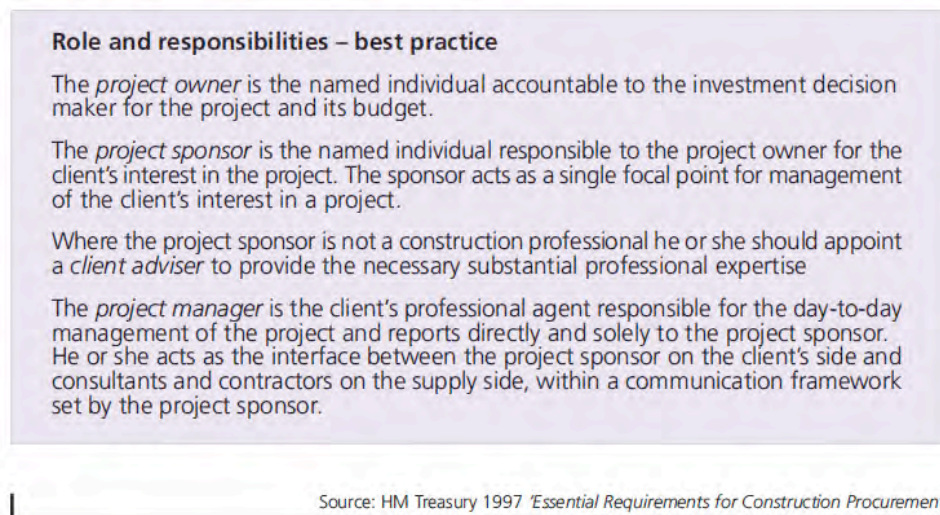 Role and responsibilities – best practice
The project owner is the named individual accountable to the investment decision
maker for the project and its budget.
The project sponsor is the named individual responsible to the project owner for the
client's interest in the project. The sponsor acts as a single focal point for management
of the client's interest in a project.
Where the project sponsor is not a construction professional he or she should appoint
a client adviser to provide the necessary substantial professional expertise
The project manager is the client's professional agent responsible for the day-to-day
management of the project and reports directly and solely to the project sponsor.
He or she acts as the interface between the project sponsor on the client's side and
consultants and contractors on the supply side, within a communication framework
set by the project sponsor.
Source: HM Treasury 1997 'Essential Requirements for Construction Procuremen